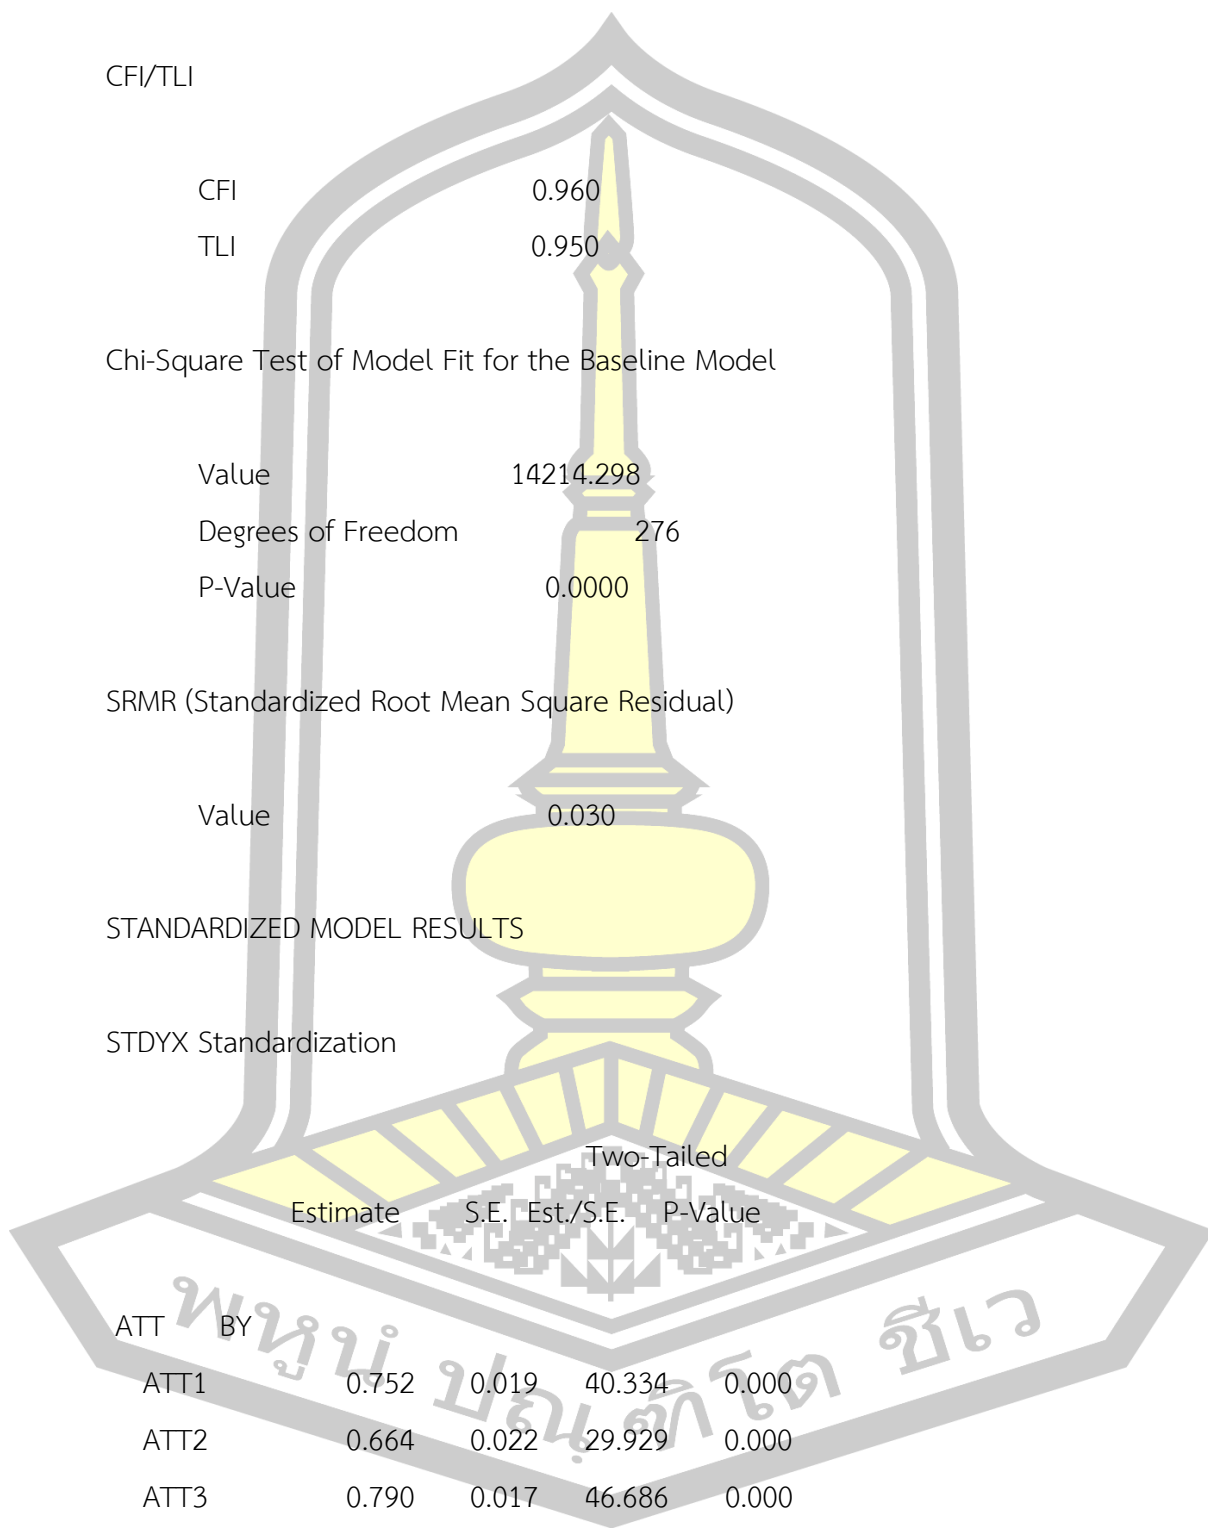 CFI/TLI
CFI 0.960
TLI 0.950
Chi-Square Test of Model Fit for the Baseline Model
Value 14214.298
Degrees of Freedom 276
P-Value 0.0000
SRMR (Standardized Root Mean Square Residual)
Value 0.030
STANDARDIZED MODEL RESULTS
STDYX Standardization
Two-Tailed
Estimate S.E. Est./S.E. P-Value
ATT BY
ATT1 0.752 0.019 40.334 0.000
ATT2 0.664 0.022 29.929 0.000
ATT3 0.790 0.017 46.686 0.000
พหูนํ ปณฺฑิโต ชีเว